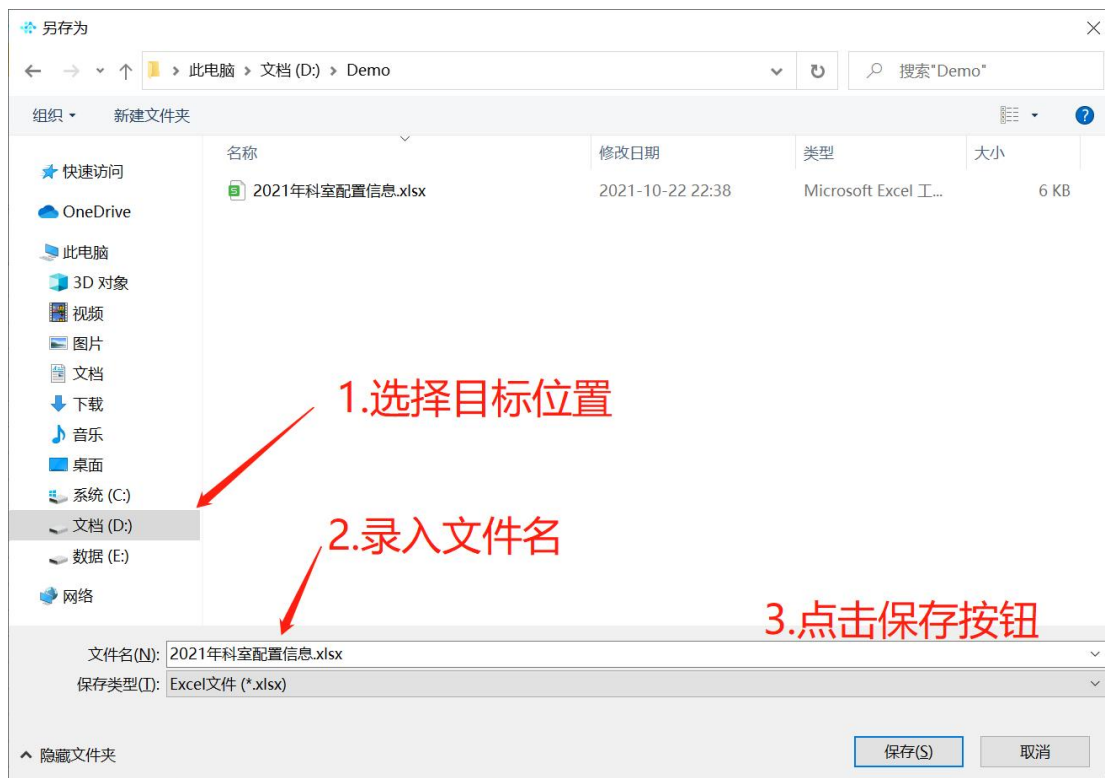 另存为
此电脑 > 文档 (D:) > Demo
搜索"Demo"
组织 新建文件夹
名称 修改日期 类型 大小
快速访问
2021年科室配置信息.xlsx 2021-10-22 22:38 Microsoft Excel 工... 6 KB
OneDrive
此电脑
3D 对象
视频
图片
文档
1.选择目标位置
下载
音乐
桌面
系统 (C:)
文档 (D:)
2.录入文件名
数据 (E:)
网络
3.点击保存按钮
文件名(N): 2021年科室配置信息.xlsx
保存类型(T): Excel文件 (*.xlsx)
隐藏文件夹 保存(S) 取消